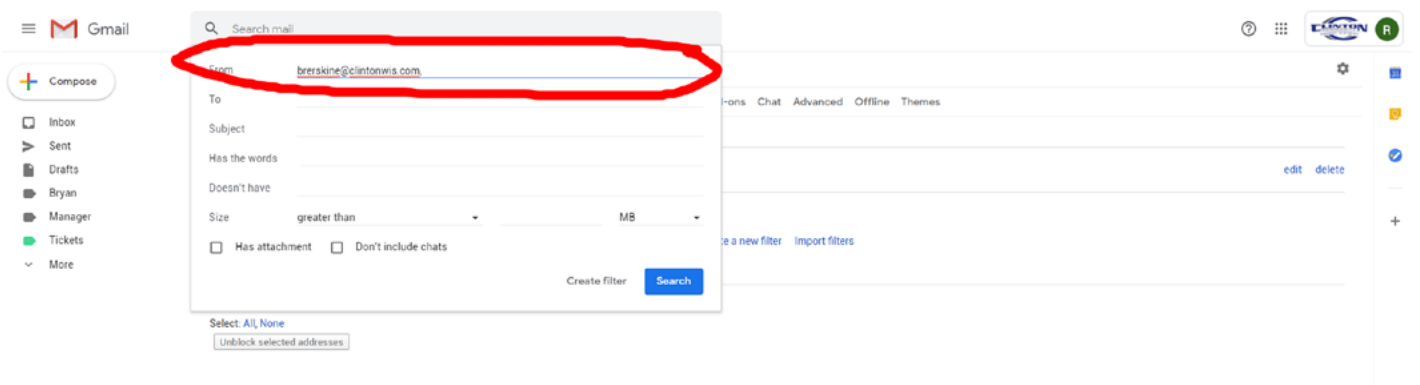 Gmail
Search mail
CLINTON
R
Compose
From
brerskine@clintonwis.com,
To
-ons Chat Advanced Offline Themes
Inbox
Subject
Sent
Has the words
Drafts
edit delete
Doesn't have
Bryan
Size greater than MB
Manager
Tickets
Has attachment Don't include chats
te a new filter Import filters
More
Create filter Search
Select: All, None
Unblock selected addresses